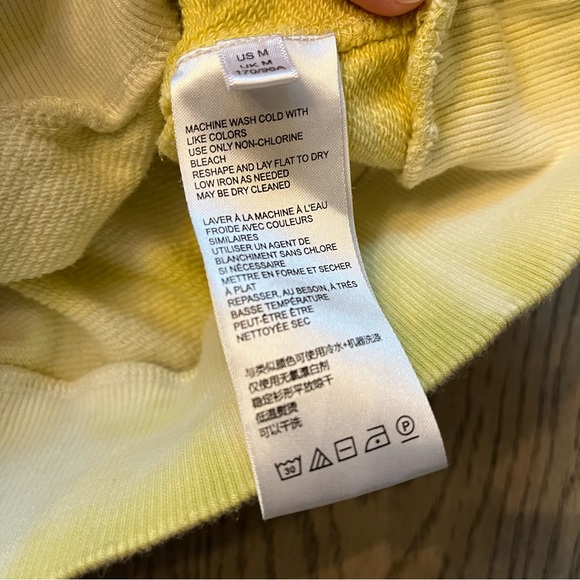 US M
UK M
170/96A
MACHINE WASH COLD WITH
LIKE COLORS
USE ONLY NON-CHLORINE
BLEACH
RESHAPE AND LAY FLAT TO DRY
LOW IRON AS NEEDED
MAY BE DRY CLEANED
LAVER À LA MACHINE À L'EAU
FROIDE AVEC COULEURS
SIMILAIRES
UTILISER UN AGENT DE
BLANCHIMENT SANS CHLORE
SI NÉCESSAIRE
METTRE EN FORME ET SECHER
À PLAT
REPASSER, AU BESOIN, À TRÈS
BASSE TEMPÉRATURE
PEUT-ÊTRE ÊTRE
NETTOYÉE SEC
与类似颜色可使用冷水+机器洗涤
仅使用无氯漂白剂
稳定衫形平放晾干
低温熨烫
可以干洗
30
P